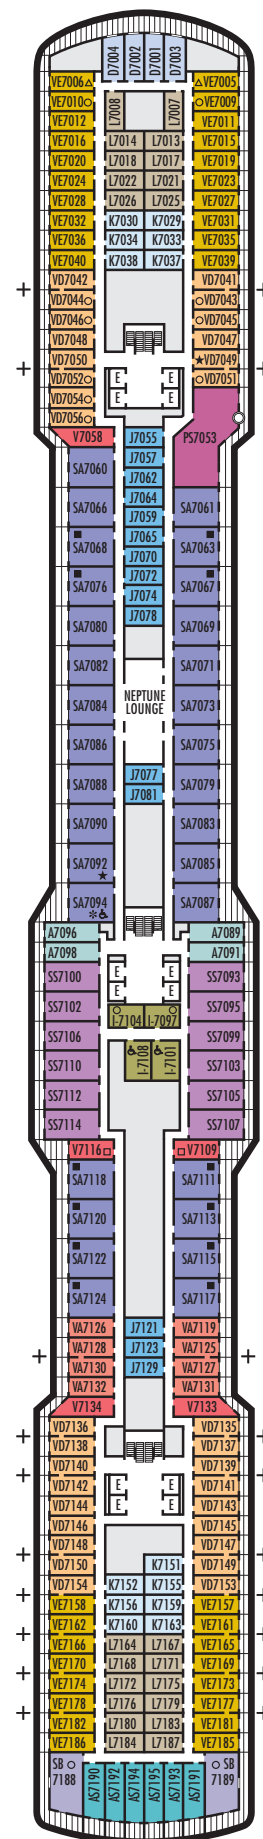 D7004 D7002 D7001 D7003
VE7006 VE7005
L7008 L7007
VE7010 VE7009
VE7012 VE7011
VE7016 L7014 L7013 VE7015
VE7020 L7018 L7017 VE7019
VE7024 L7022 L7021 VE7023
VE7028 L7026 L7025 VE7027
VE7032 K7030 K7029 VE7031
VE7036 K7034 K7033 VE7035
VE7040 K7038 K7037 VE7039
VD7042 VD7041
VD7044 VD7043
VD7046 VD7045
VD7048 VD7047
VD7050 VD7049
VD7052 E E VD7051
VD7054 E E
VD7056
V7058 J7055 PS7053
J7057
SA7060 J7062
J7064
SA7066 J7059 SA7061
J7065
SA7068 J7070 SA7063
J7072
SA7076 J7074 SA7067
J7078
SA7080 SA7069
SA7082 SA7071
SA7084 NEPTUNE SA7073
LOUNGE
SA7086 SA7075
SA7088 J7077 SA7079
J7081
SA7090 SA7083
SA7092 SA7085
SA7094 SA7087
A7096 A7089
A7098 A7091
SS7100 E E SS7093
E E
SS7102 I-7104 I-7097 SS7095
SS7106 SS7099
SS7110 I-7108 I-7101 SS7103
SS7112 SS7105
SS7114 SS7107
V7116 V7109
SA7118 SA7111
SA7120 SA7113
SA7122 SA7115
SA7124 SA7117
VA7126 J7121 VA7119
VA7128 J7123 VA7125
VA7130 J7129 VA7127
VA7132 VA7131
V7134 V7133
VD7136 VD7135
VD7138 VD7137
VD7140 VD7139
VD7142 E E VD7141
VD7144 E E VD7143
VD7146 VD7145
VD7148 VD7147
VD7150 K7151 VD7149
VD7154 K7152 K7155 VD7153
VE7158 K7156 K7159 VE7157
VE7162 K7160 K7163 VE7161
VE7166 L7164 L7167 VE7165
VE7170 L7168 L7171 VE7169
VE7174 L7172 L7175 VE7173
VE7178 L7176 L7179 VE7177
VE7182 L7180 L7183 VE7181
VE7186 L7184 L7187 VE7185
SB 7188 AS7190 AS7192 AS7194 AS7195 AS7193 AS7191 SB 7189